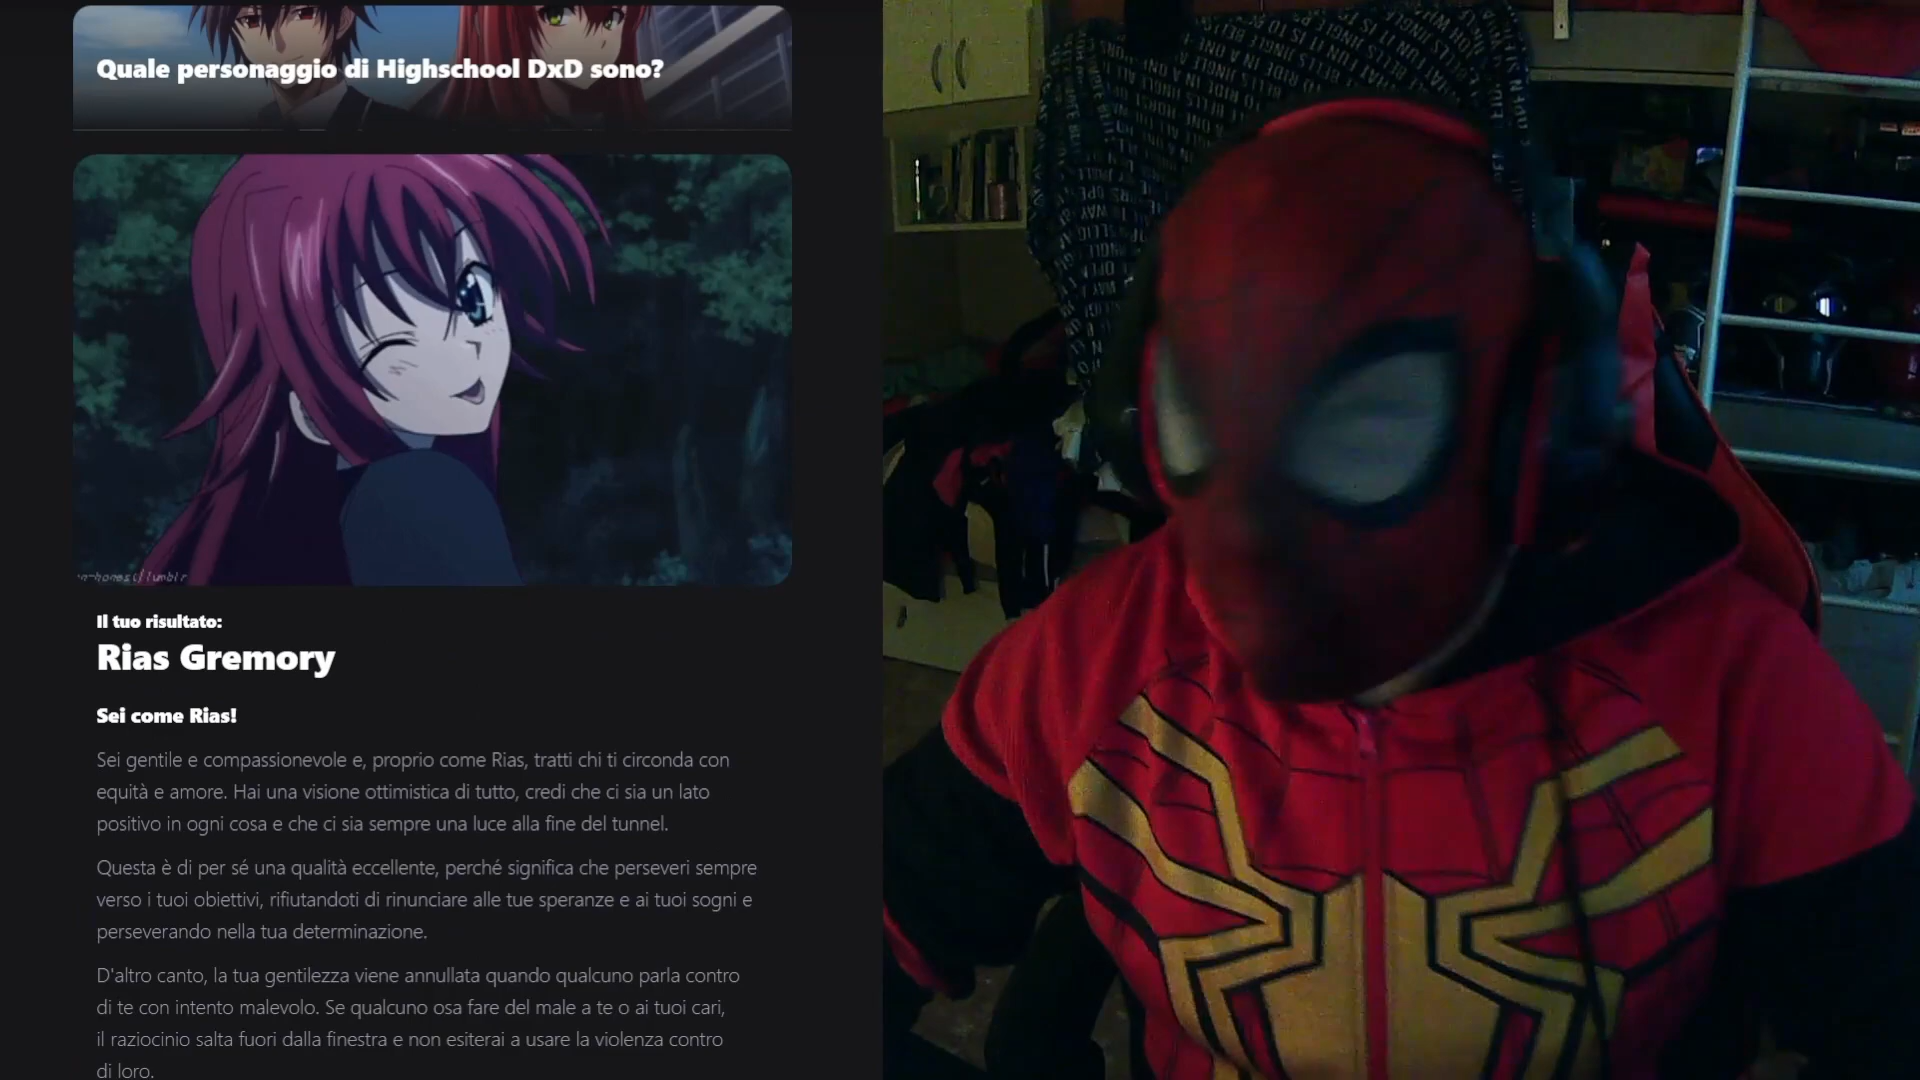 Quale personaggio di Highschool DxD sono?
Il tuo risultato:
Rias Gremory
Sei come Rias!
Sei gentile e compassionevole e, proprio come Rias, tratti chi ti circonda con
equità e amore. Hai una visione ottimistica di tutto, credi che ci sia un lato
positivo in ogni cosa e che ci sia sempre una luce alla fine del tunnel.
Questa è di per sé una qualità eccellente, perché significa che perseveri sempre
verso i tuoi obiettivi, rifiutandoti di rinunciare alle tue speranze e ai tuoi sogni e
perseverando nella tua determinazione.
D'altro canto, la tua gentilezza viene annullata quando qualcuno parla contro
di te con intento malevolo. Se qualcuno osa fare del male a te o ai tuoi cari,
il raziocinio salta fuori dalla finestra e non esiterai a usare la violenza contro
di loro.